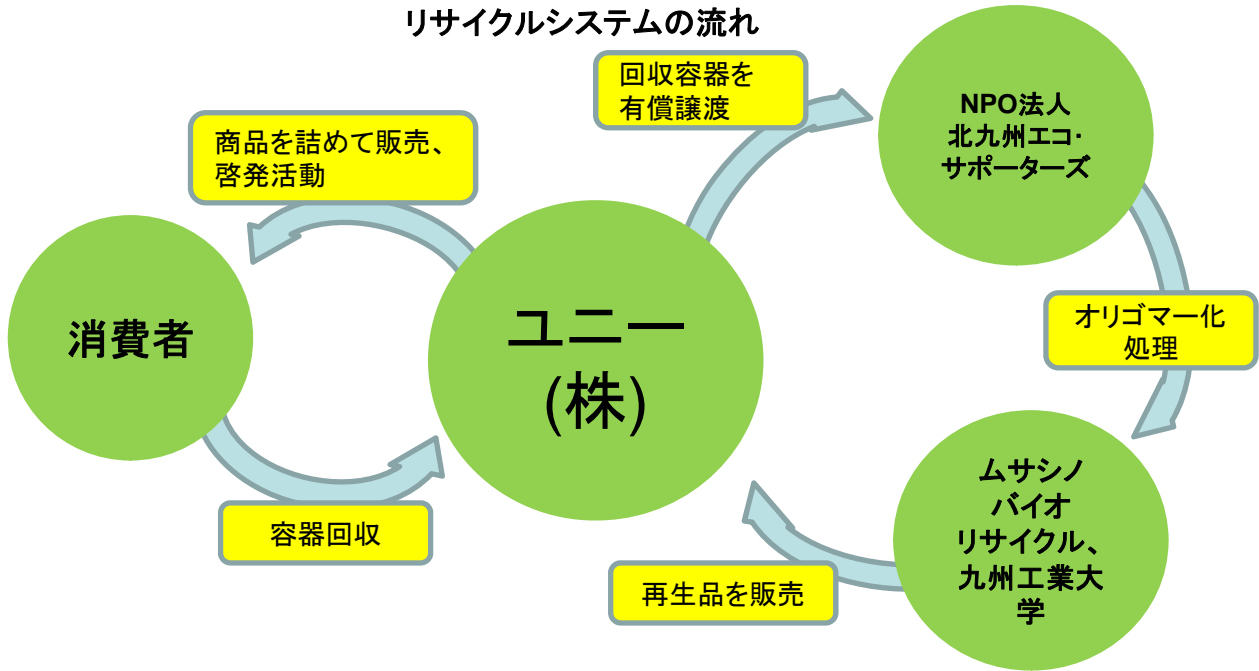 リサイクルシステムの流れ
回収容器を
有償譲渡
NPO法人
北九州エコ・
サポーターズ
商品を詰めて販売、
啓発活動
消費者
ユニー
(株)
オリゴマー化
処理
容器回収
再生品を販売
ムサシノ
バイオ
リサイクル、
九州工業大
学